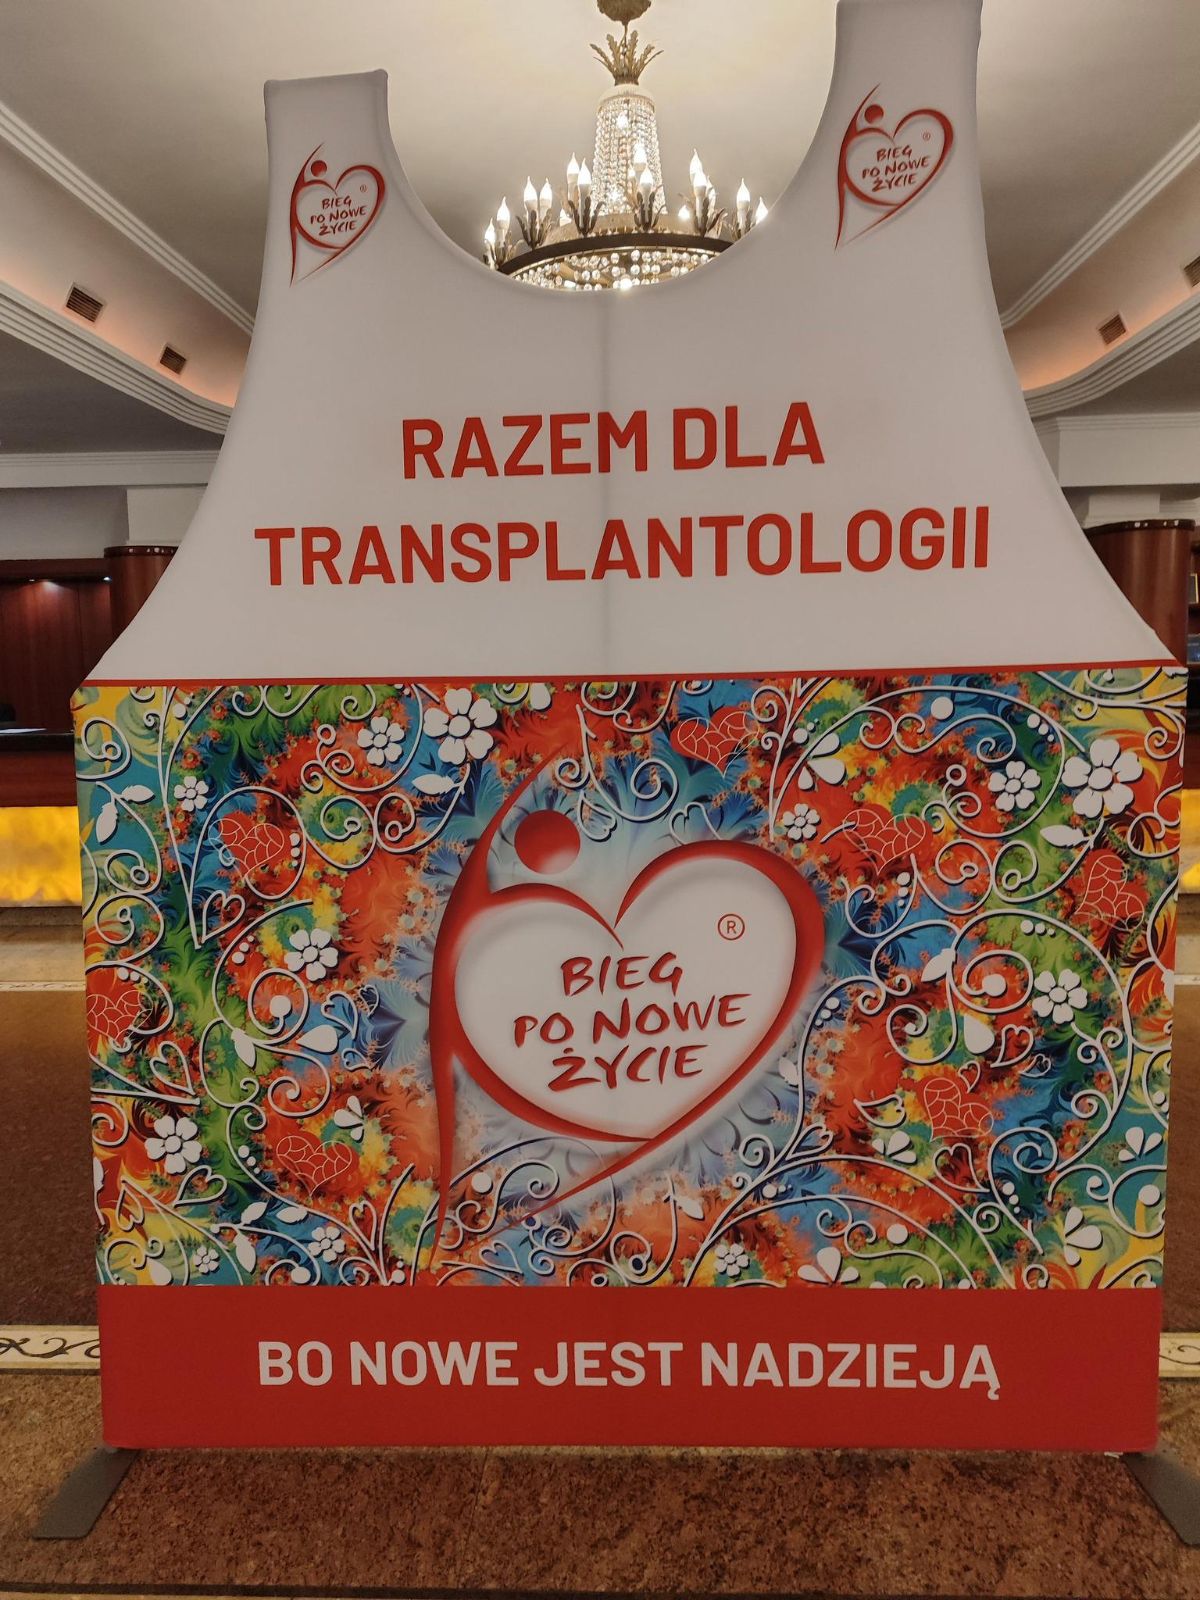 BIEG
PO NOWE
ŻYCIE
®
BIEG
PO NOWE
ŻYCIE
®
RAZEM DLA
TRANSPLANTOLOGII
®
BIEG
PO NOWE
ŻYCIE
BO NOWE JEST NADZIEJĄ